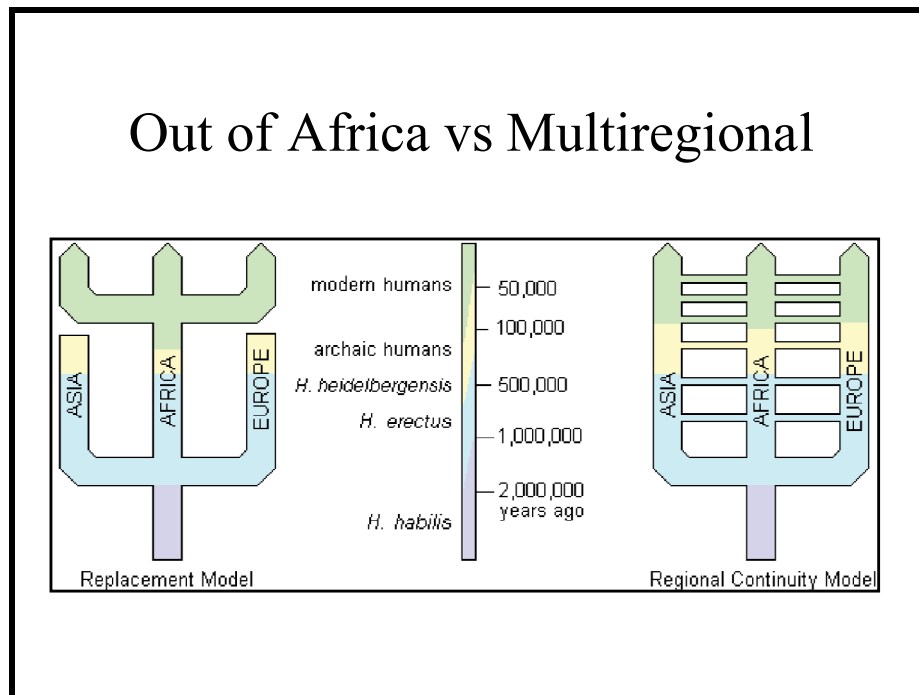 Out of Africa vs Multiregional
ASIA
AFRICA
EUROPE
Replacement Model
modern humans
archaic humans
H. heidelbergensis
H. erectus
H. habilis
50,000
100,000
500,000
1,000,000
2,000,000
years ago
ASIA
AFRICA
EUROPE
Regional Continuity Model